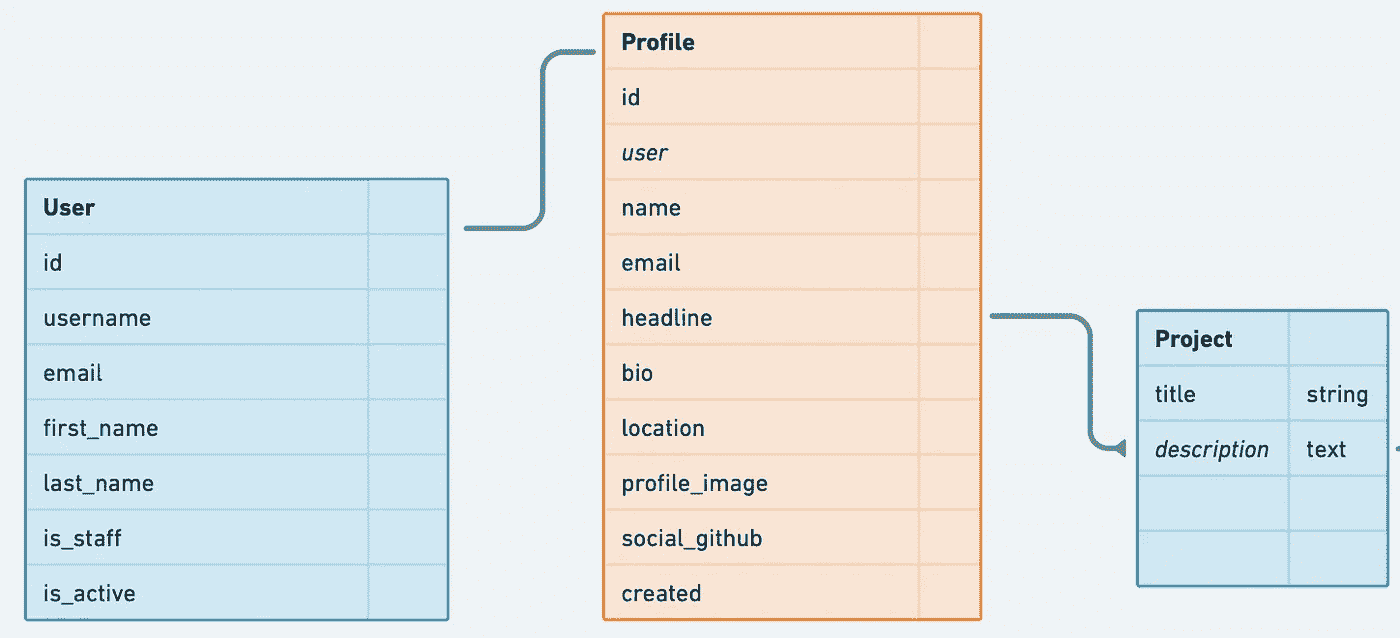 User
id
username
email
first_name
last_name
is_staff
is_active
Profile
id
user
name
email
headline
bio
location
profile_image
social_github
created
Project
title string
description text